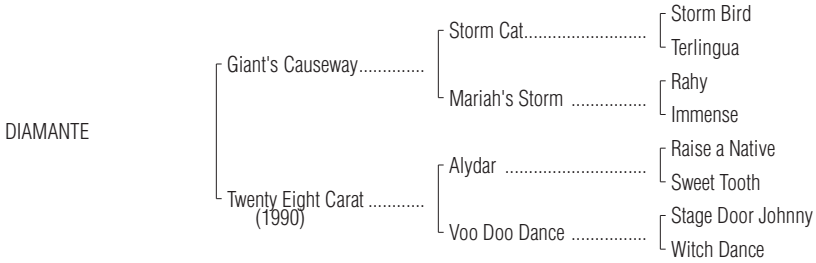 Storm Bird
Storm Cat..........................
Terlingua
Giant's Causeway..............
Rahy
Mariah's Storm ................
Immense
DIAMANTE
Raise a Native
Alydar ..............................
Sweet Tooth
Twenty Eight Carat ............
(1990)
Stage Door Johnny
Voo Doo Dance ................
Witch Dance